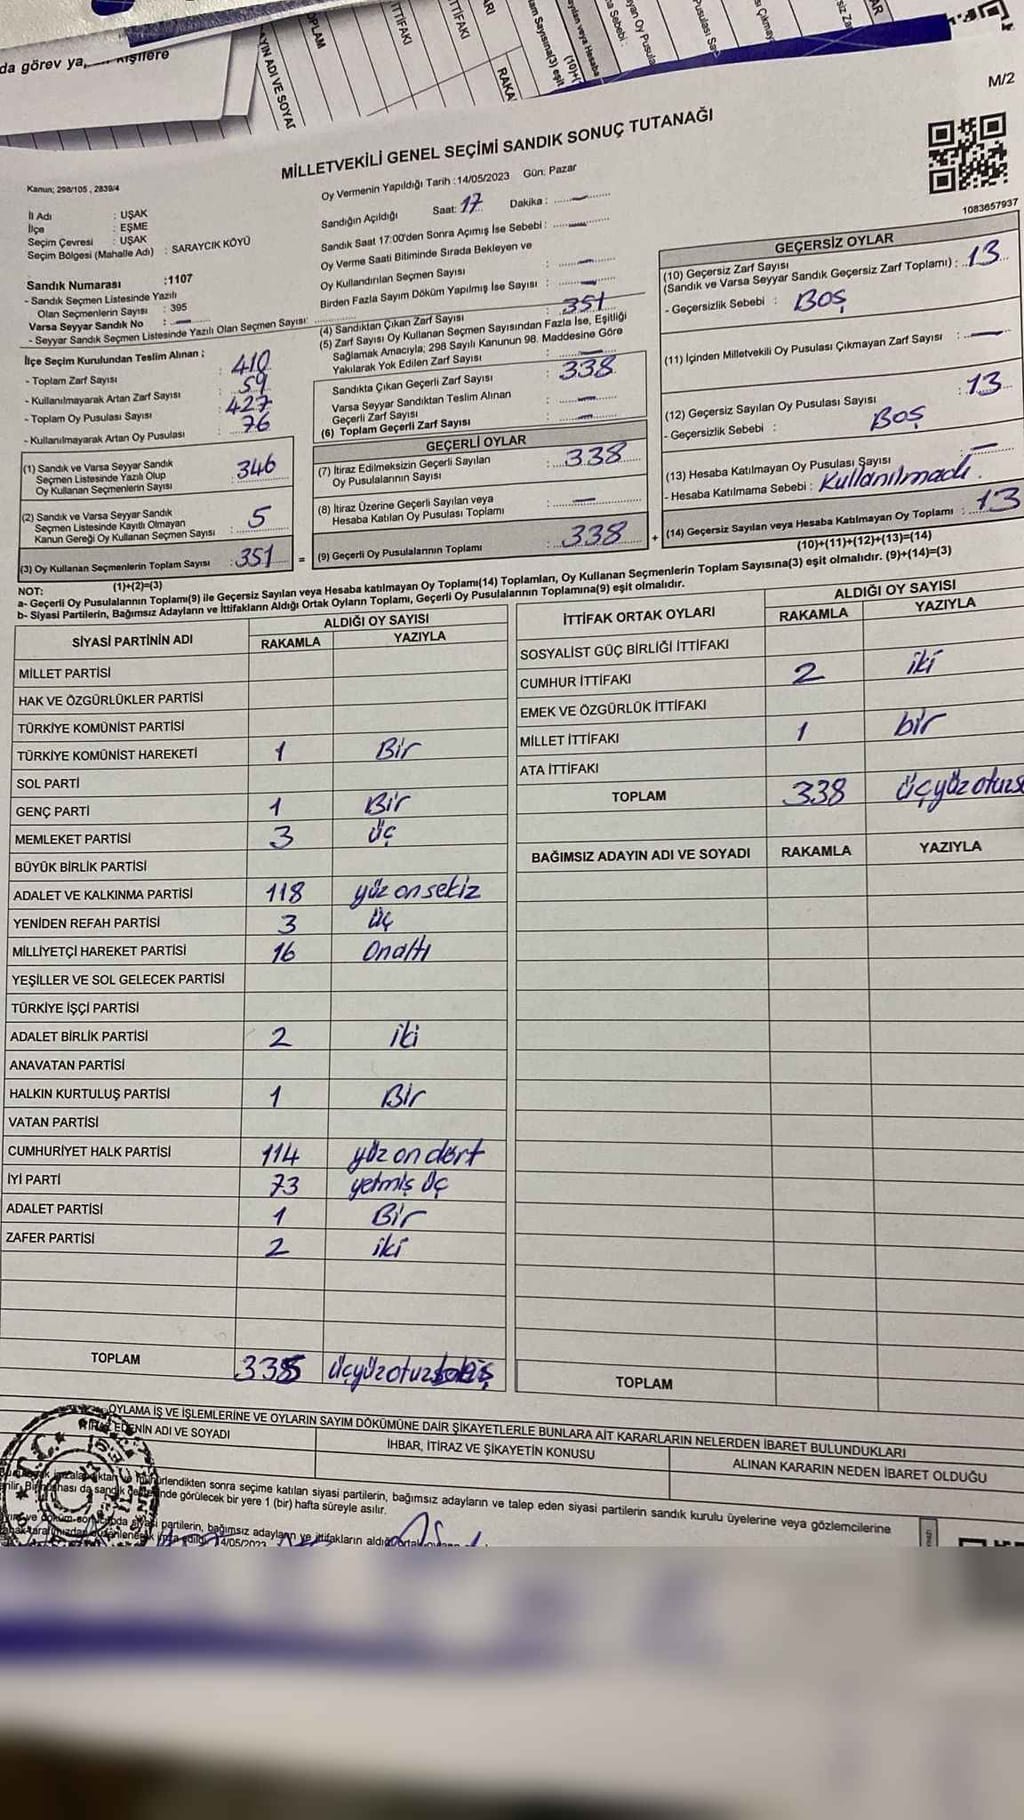 da görev ya
kişilere
TOPLAM
İTTİFAKI
İTTİFAKI
RAKA
M/2
MİLLETVEKİLİ GENEL SEÇİMİ SANDIK SONUÇ TUTANAĞI
Kanun; 298/105 , 2839/4
İl Adı : UŞAK
İlçe : EŞME
Seçim Çevresi : UŞAK
Seçim Bölgesi (Mahalle Adı) : SARAYCIK KÖYÜ
Sandık Numarası :1107
- Sandık Seçmen Listesinde Yazılı
Olan Seçmenlerin Sayısı : 395
Varsa Seyyar Sandık No : —
- Seyyar Sandık Seçmen Listesinde Yazılı Olan Seçmen Sayısı:
Oy Vermenin Yapıldığı Tarih :14/05/2023 Gün: Pazar
Sandığın Açıldığı Saat: 17 Dakika : —
Sandık Saat 17:00'den Sonra Açımış İse Sebebi : —
Oy Verme Saati Bitiminde Sırada Bekleyen ve
Oy Kullandırılan Seçmen Sayısı : —
Birden Fazla Sayım Döküm Yapılmış İse Sayısı : —
1083657937
İlçe Seçim Kurulundan Teslim Alınan ;
- Toplam Zarf Sayısı : 410
- Kullanılmayarak Artan Zarf Sayısı : 59
- Toplam Oy Pusulası Sayısı : 427
- Kullanılmayarak Artan Oy Pusulası : 76
(1) Sandık ve Varsa Seyyar Sandık
Seçmen Listesinde Yazılı Olup
Oy Kullanan Seçmenlerin Sayısı : 346
(2) Sandık ve Varsa Seyyar Sandık
Seçmen Listesinde Kayıtlı Olmayan
Kanun Gereği Oy Kullanan Seçmen Sayısı : 5
(3) Oy Kullanan Seçmenlerin Toplam Sayısı : 351 =
(1)+(2)=(3)
(4) Sandıktan Çıkan Zarf Sayısı : 351
(5) Zarf Sayısı Oy Kullanan Seçmen Sayısından Fazla İse, Eşitliği
Sağlamak Amacıyla; 298 Sayılı Kanunun 98. Maddesine Göre
Yakılarak Yok Edilen Zarf Sayısı : —
Sandıkta Çıkan Geçerli Zarf Sayısı : 338
Varsa Seyyar Sandıktan Teslim Alınan
Geçerli Zarf Sayısı : —
(6) Toplam Geçerli Zarf Sayısı : —
GEÇERLİ OYLAR
(7) İtiraz Edilmeksizin Geçerli Sayılan
Oy Pusulalarının Sayısı : 338
(8) İtiraz Üzerine Geçerli Sayılan veya
Hesaba Katılan Oy Pusulası Toplamı : —
(9) Geçerli Oy Pusulalarının Toplamı : 338 +
GEÇERSİZ OYLAR
(10) Geçersiz Zarf Sayısı
(Sandık ve Varsa Seyyar Sandık Geçersiz Zarf Toplamı) : 13
- Geçersizlik Sebebi : Boş
(11) İçinden Milletvekili Oy Pusulası Çıkmayan Zarf Sayısı : —
(12) Geçersiz Sayılan Oy Pusulası Sayısı : 13
- Geçersizlik Sebebi : Boş
(13) Hesaba Katılmayan Oy Pusulası Şayısı : —
- Hesaba Katılmama Sebebi : Kullanılmadı.
(14) Geçersiz Sayılan veya Hesaba Katılmayan Oy Toplamı : 13
(10)+(11)+(12)+(13)=(14)
NOT:
a- Geçerli Oy Pusulalarının Toplamı(9) ile Geçersiz Sayılan veya Hesaba katılmayan Oy Toplamı(14) Toplamları, Oy Kullanan Seçmenlerin Toplam Sayısına(3) eşit olmalıdır. (9)+(14)=(3)
b- Siyasi Partilerin, Bağımsız Adayların ve İttifakların Aldığı Ortak Oyların Toplamı, Geçerli Oy Pusulalarının Toplamına(9) eşit olmalıdır.
SİYASİ PARTİNİN ADI ALDIĞI OY SAYISI
RAKAMLA YAZIYLA
MİLLET PARTİSİ
HAK VE ÖZGÜRLÜKLER PARTİSİ
TÜRKİYE KOMÜNİST PARTİSİ
TÜRKİYE KOMÜNİST HAREKETİ 1 Bir
SOL PARTİ
GENÇ PARTİ 1 Bir
MEMLEKET PARTİSİ 3 üç
BÜYÜK BİRLİK PARTİSİ
ADALET VE KALKINMA PARTİSİ 118 yüz onsekiz
YENİDEN REFAH PARTİSİ 3 üç
MİLLİYETÇİ HAREKET PARTİSİ 16 Onaltı
YEŞİLLER VE SOL GELECEK PARTİSİ
TÜRKİYE İŞÇİ PARTİSİ
ADALET BİRLİK PARTİSİ 2 iki
ANAVATAN PARTİSİ
HALKIN KURTULUŞ PARTİSİ 1 Bir
VATAN PARTİSİ
CUMHURİYET HALK PARTİSİ 114 yüz on dört
İYİ PARTİ 73 yetmiş üç
ADALET PARTİSİ 1 Bir
ZAFER PARTİSİ 2 iki
TOPLAM 335
İTTİFAK ORTAK OYLARI ALDIĞI OY SAYISI
RAKAMLA YAZIYLA
SOSYALİST GÜÇ BİRLİĞİ İTTİFAKI
CUMHUR İTTİFAKI 2 iki
EMEK VE ÖZGÜRLÜK İTTİFAKI
MİLLET İTTİFAKI 1 bir
ATA İTTİFAKI
TOPLAM 338 üçyüz otuzs
BAĞIMSIZ ADAYIN ADI VE SOYADI RAKAMLA YAZIYLA
TOPLAM
OYLAMA İŞ VE İŞLEMLERİNE VE OYLARIN SAYIM DÖKÜMÜNE DAİR ŞİKAYETLERLE BUNLARA AİT KARARLARIN NELERDEN İBARET BULUNDUKLARI
EDENİN ADI VE SOYADI İHBAR, İTİRAZ VE ŞİKAYETİN KONUSU ALINAN KARARIN NEDEN İBARET OLDUĞU
sonra seçime katılan siyasi partilerin, bağımsız adayların ve talep eden siyasi partilerin sandık kurulu üyelerine veya gözlemcilerine
görülecek bir yere 1 (bir) hafta süreyle asılır.
partilerin, bağımsız adayların ve ittifakların aldığı
14/05/2023